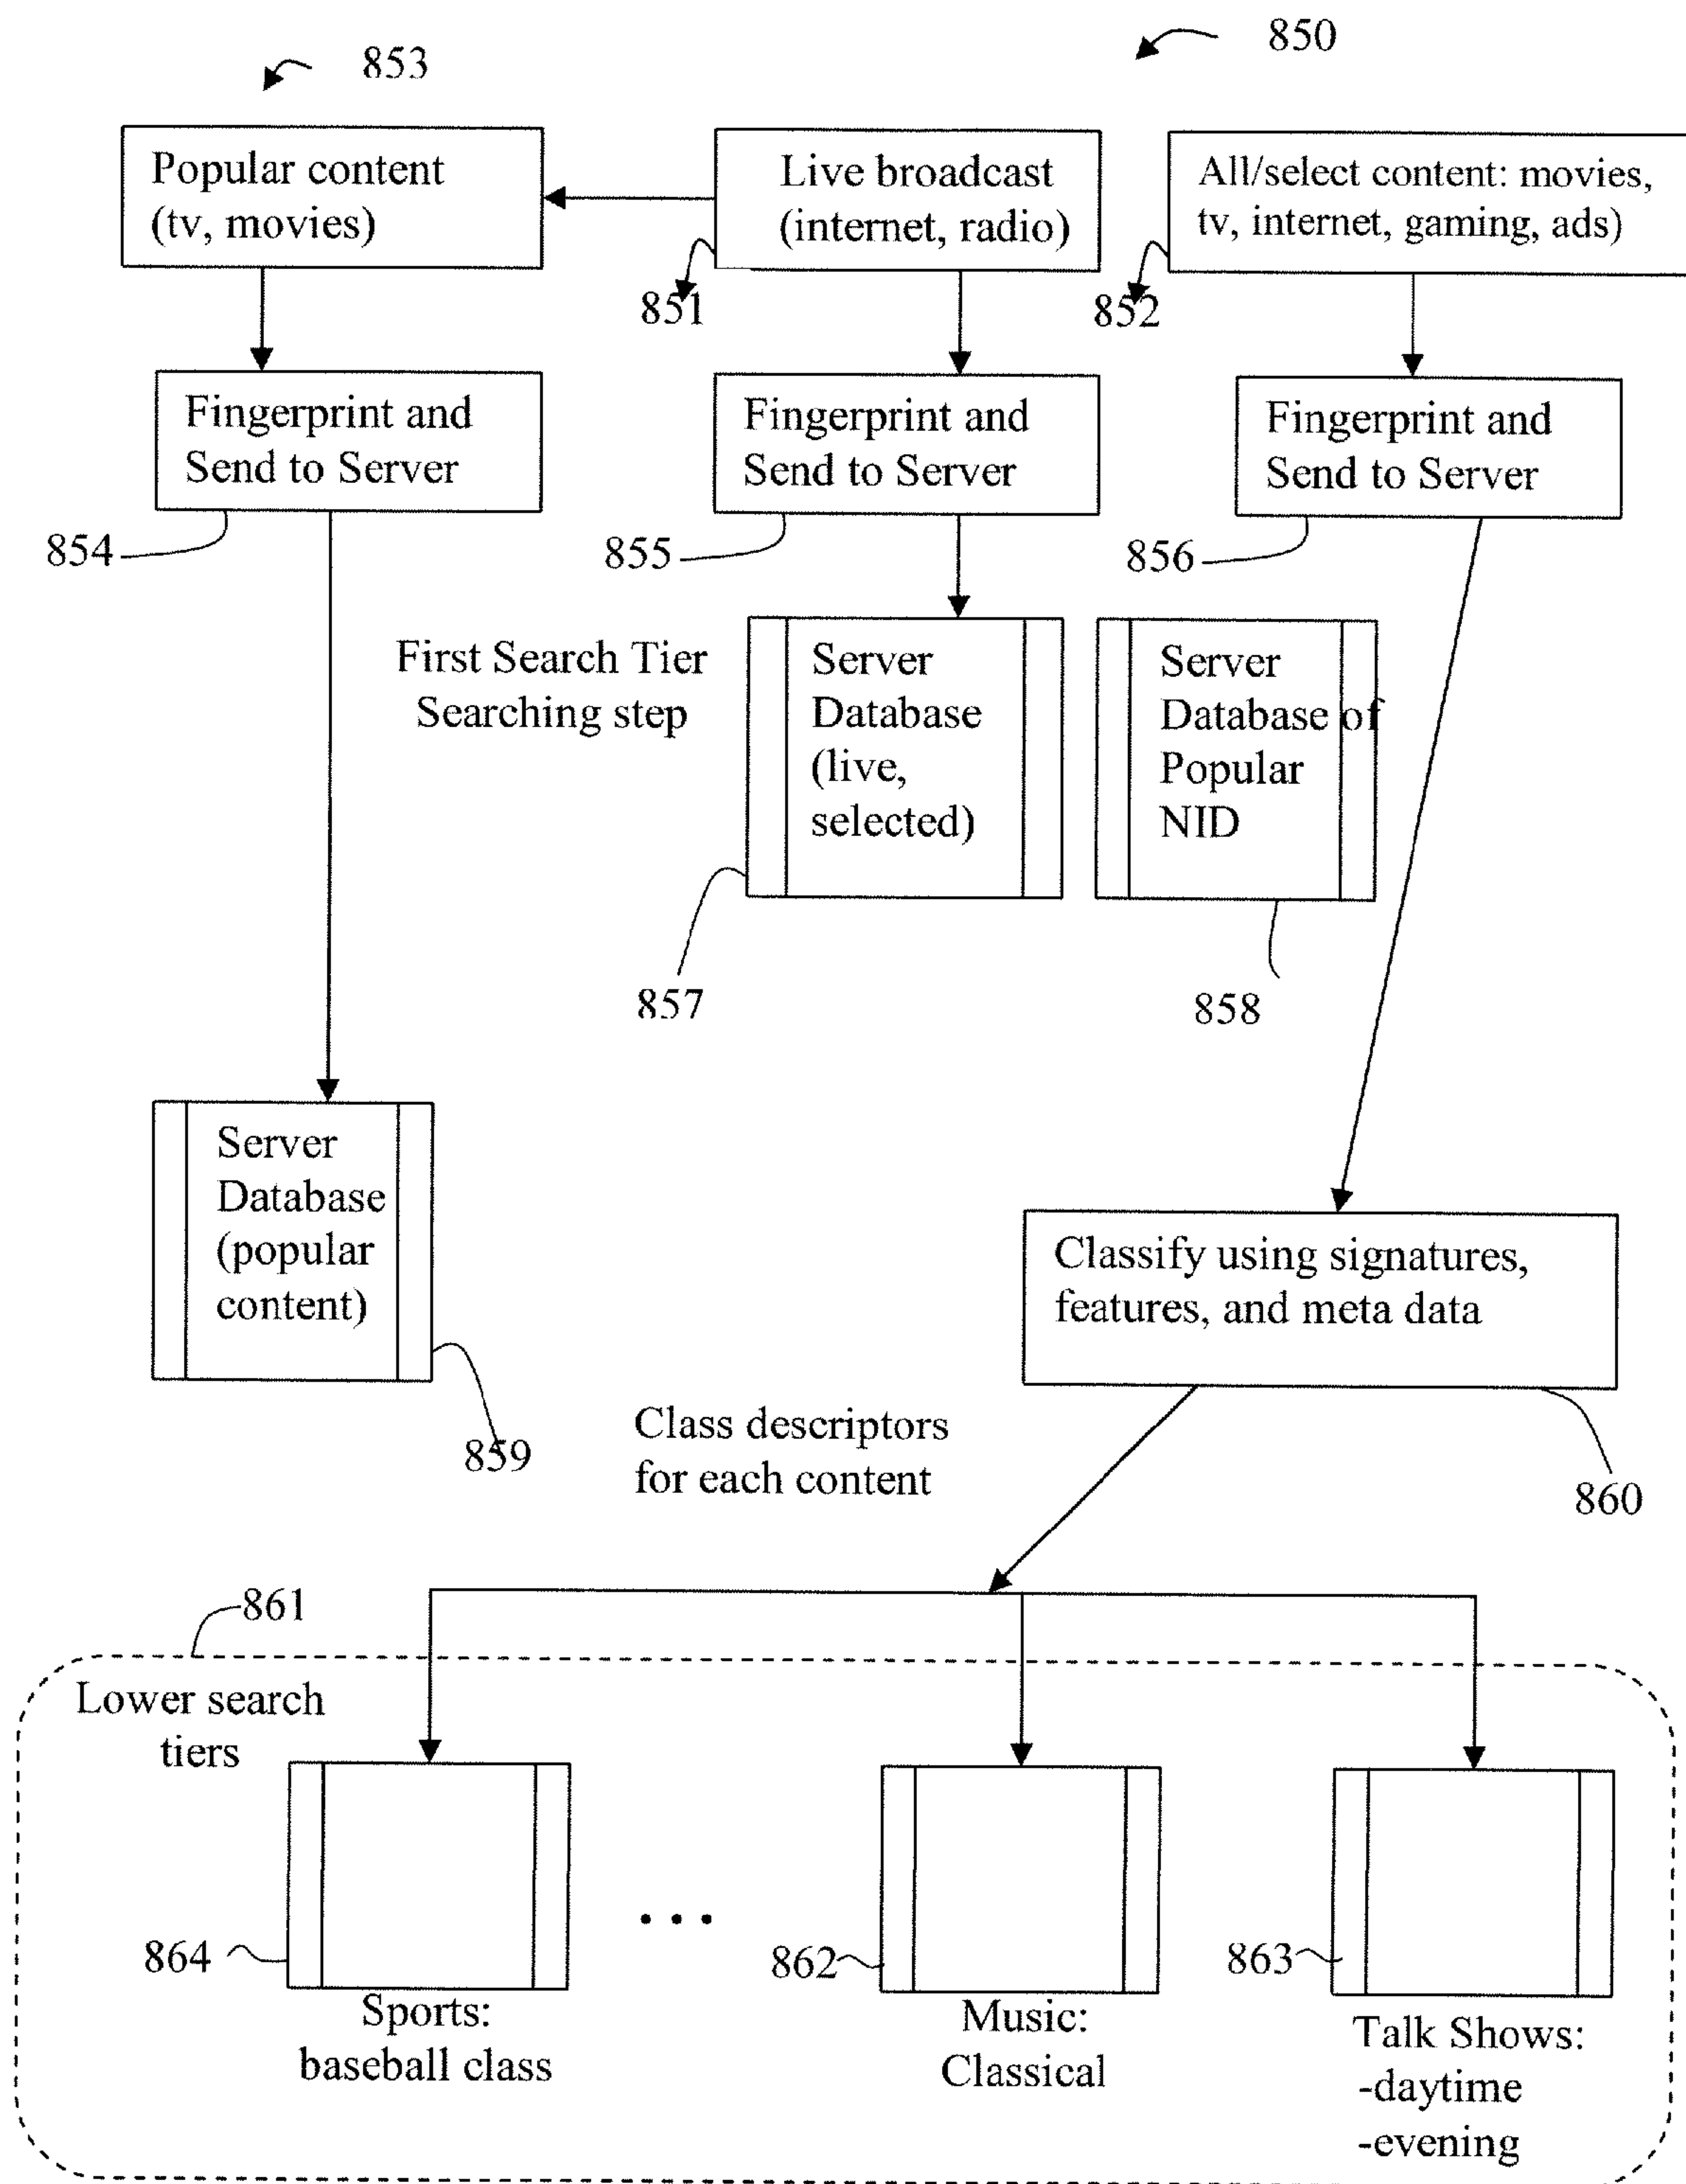 853
850
Popular content
(tv, movies)
Live broadcast
(internet, radio)
All/select content: movies,
tv, internet, gaming, ads)
851
852
Fingerprint and
Send to Server
Fingerprint and
Send to Server
Fingerprint and
Send to Server
854
855
856
First Search Tier
Searching step
Server
Database
(live,
selected)
Server
Database of
Popular
NID
857
858
Server
Database
(popular
content)
859
Classify using signatures,
features, and meta data
860
Class descriptors
for each content
861
Lower search
tiers
864
...
862
863
Sports:
baseball class
Music:
Classical
Talk Shows:
-daytime
-evening